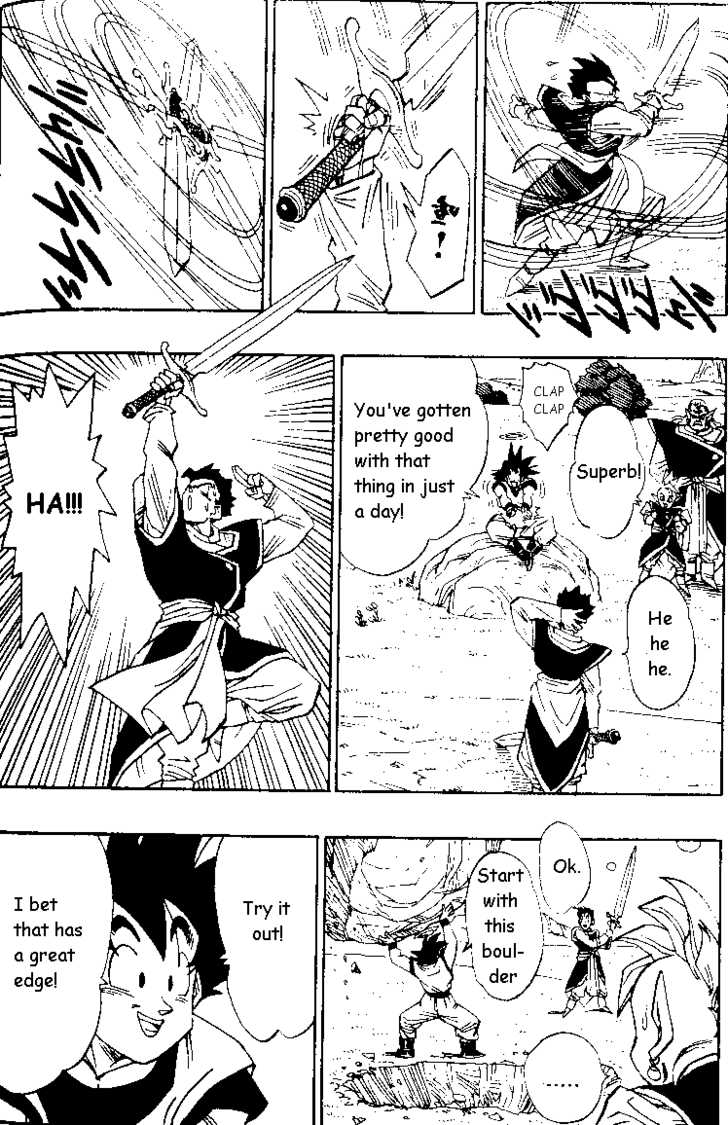 HA!!!
You've gotten
pretty good
with that
thing in just
a day!
CLAP
CLAP
Superb!
He
he
he.
I bet
that has
a great
edge!
Try it
out!
Start
with
this
boul-
der
Ok.
.....